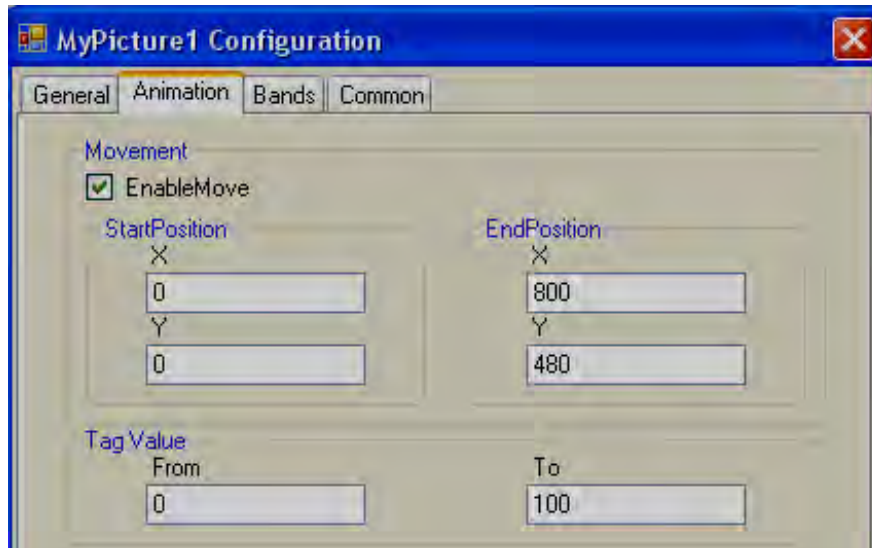 MyPicture1 Configuration
General Animation Bands Common
Movement
EnableMove
StartPosition EndPosition
X X
0 800
Y Y
0 480
Tag Value
From To
0 100